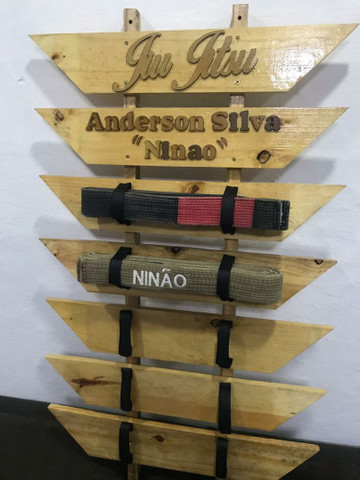 Jiu Jitsu
Anderson Silva
"Ninao"
NINÃO